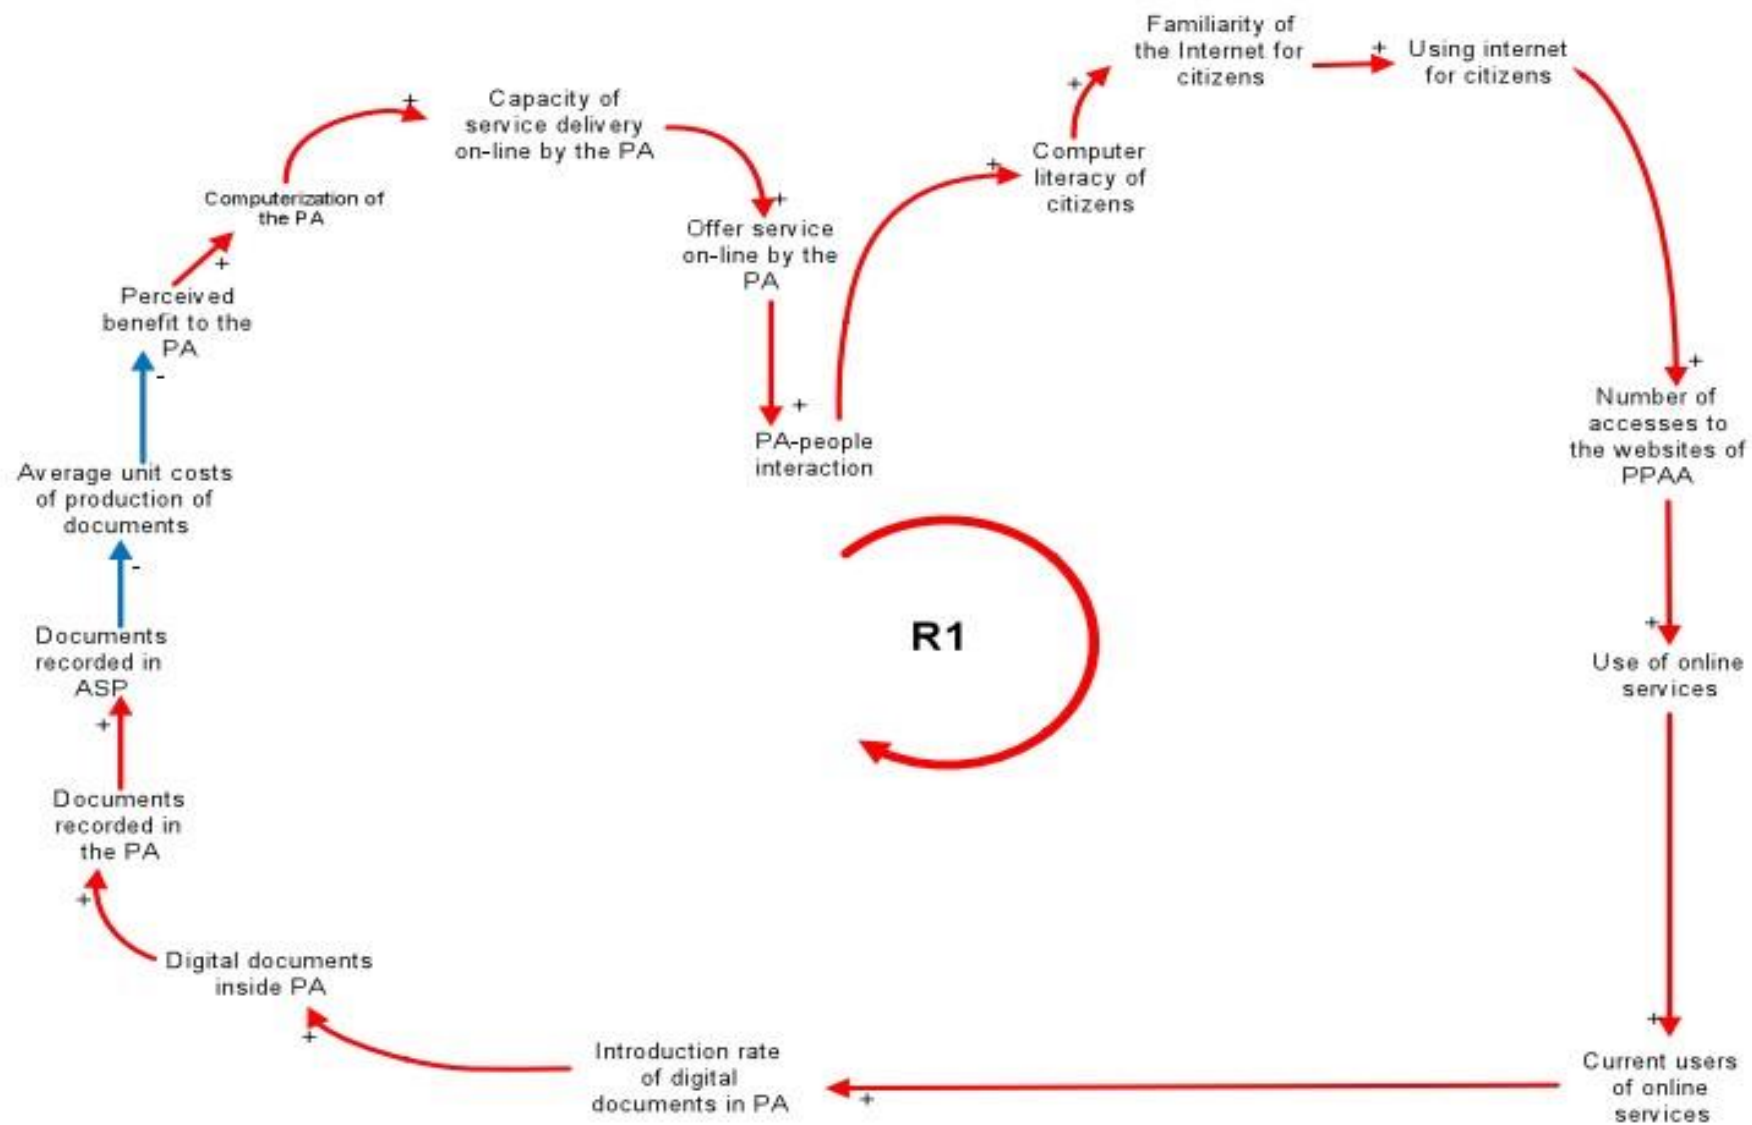 Familiarity of
the Internet for
citizens
+
Using internet
for citizens
+
Capacity of
service delivery
on-line by the PA
+
Computer
literacy of
citizens
+
Computerization of
the PA
+
Offer service
on-line by the
PA
+
Perceived
benefit to the
PA
+
PA-people
interaction
+
Number of
accesses to
the websites of
PPAA
+
-
Average unit costs
of production of
documents
-
R1
Documents
recorded in
ASP
+
Use of online
services
+
Documents
recorded in
the PA
+
Digital documents
inside PA
+
Introduction rate
of digital
documents in PA
+
Current users
of online
services
+